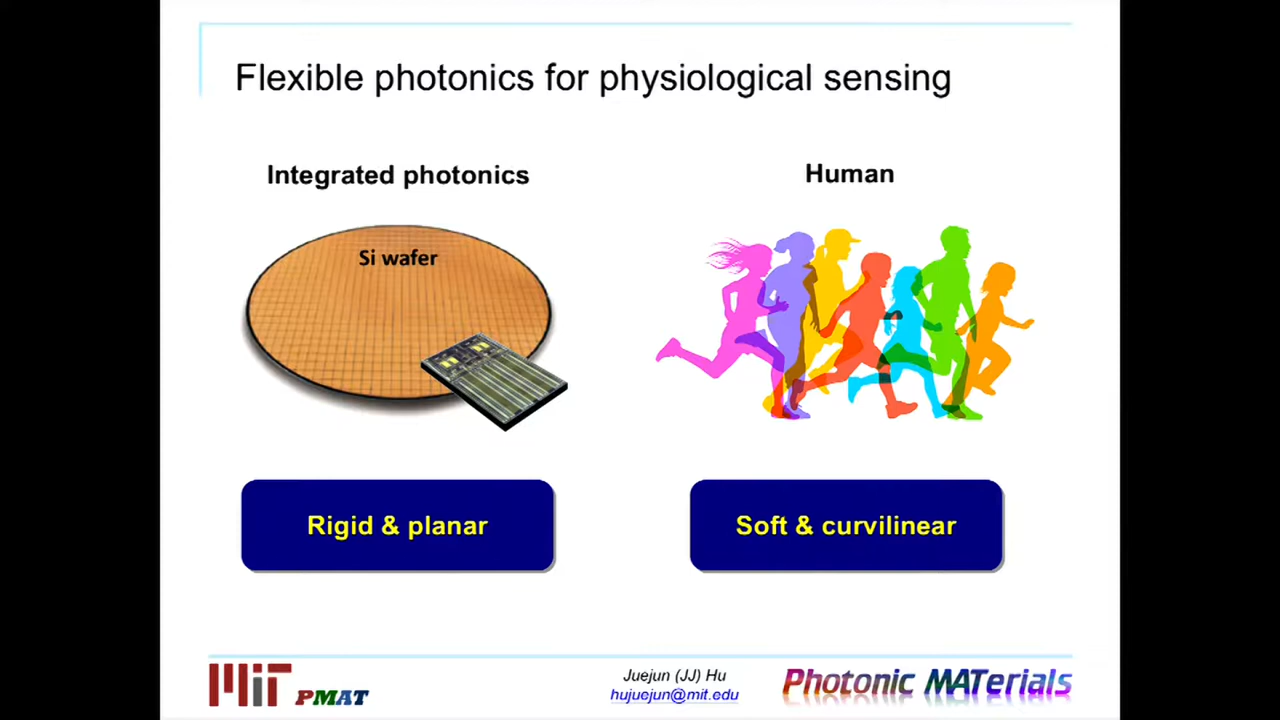 Flexible photonics for physiological sensing
Integrated photonics
Human
Si wafer
Rigid & planar
Soft & curvilinear
MIT PMAT
Juejun (JJ) Hu
hujuejun@mit.edu
Photonic MATerials